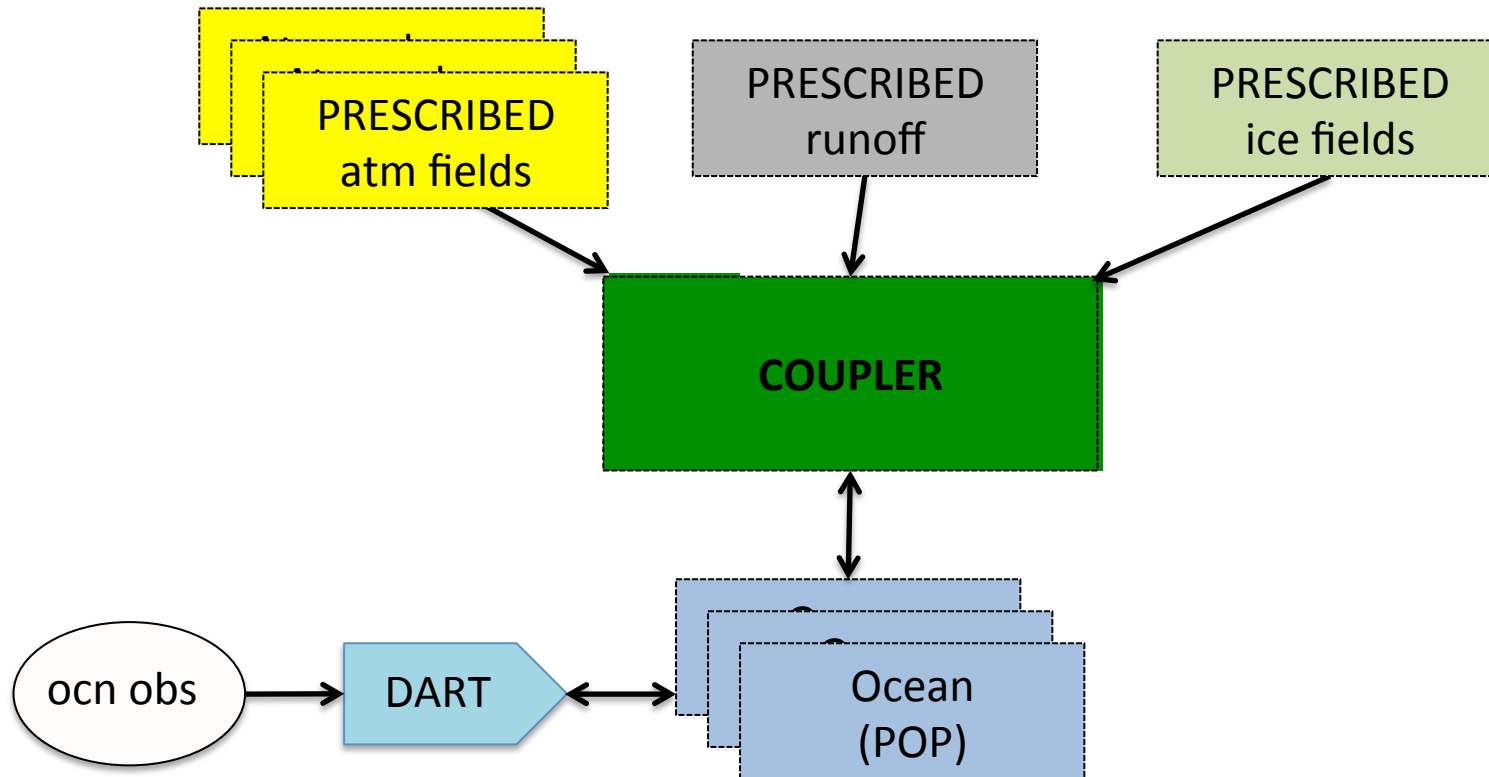 PRESCRIBED
atm fields
PRESCRIBED
runoff
PRESCRIBED
ice fields
COUPLER
ocn obs
DART
Ocean
(POP)